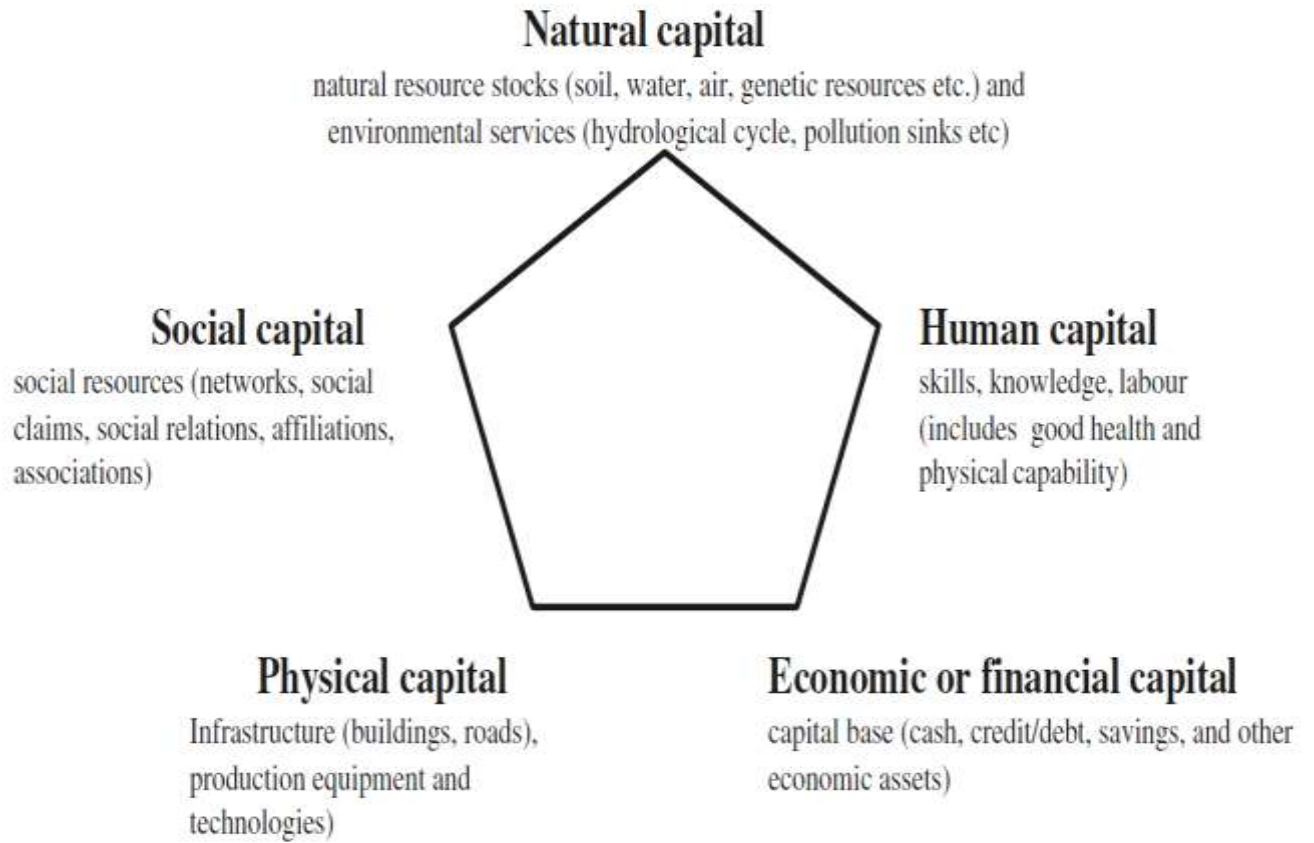 Natural capital
natural resource stocks (soil, water, air, genetic resources etc.) and
environmental services (hydrological cycle, pollution sinks etc)
Social capital
social resources (networks, social
claims, social relations, affiliations,
associations)
Human capital
skills, knowledge, labour
(includes good health and
physical capability)
Physical capital
Infrastructure (buildings, roads),
production equipment and
technologies)
Economic or financial capital
capital base (cash, credit/debt, savings, and other
economic assets)